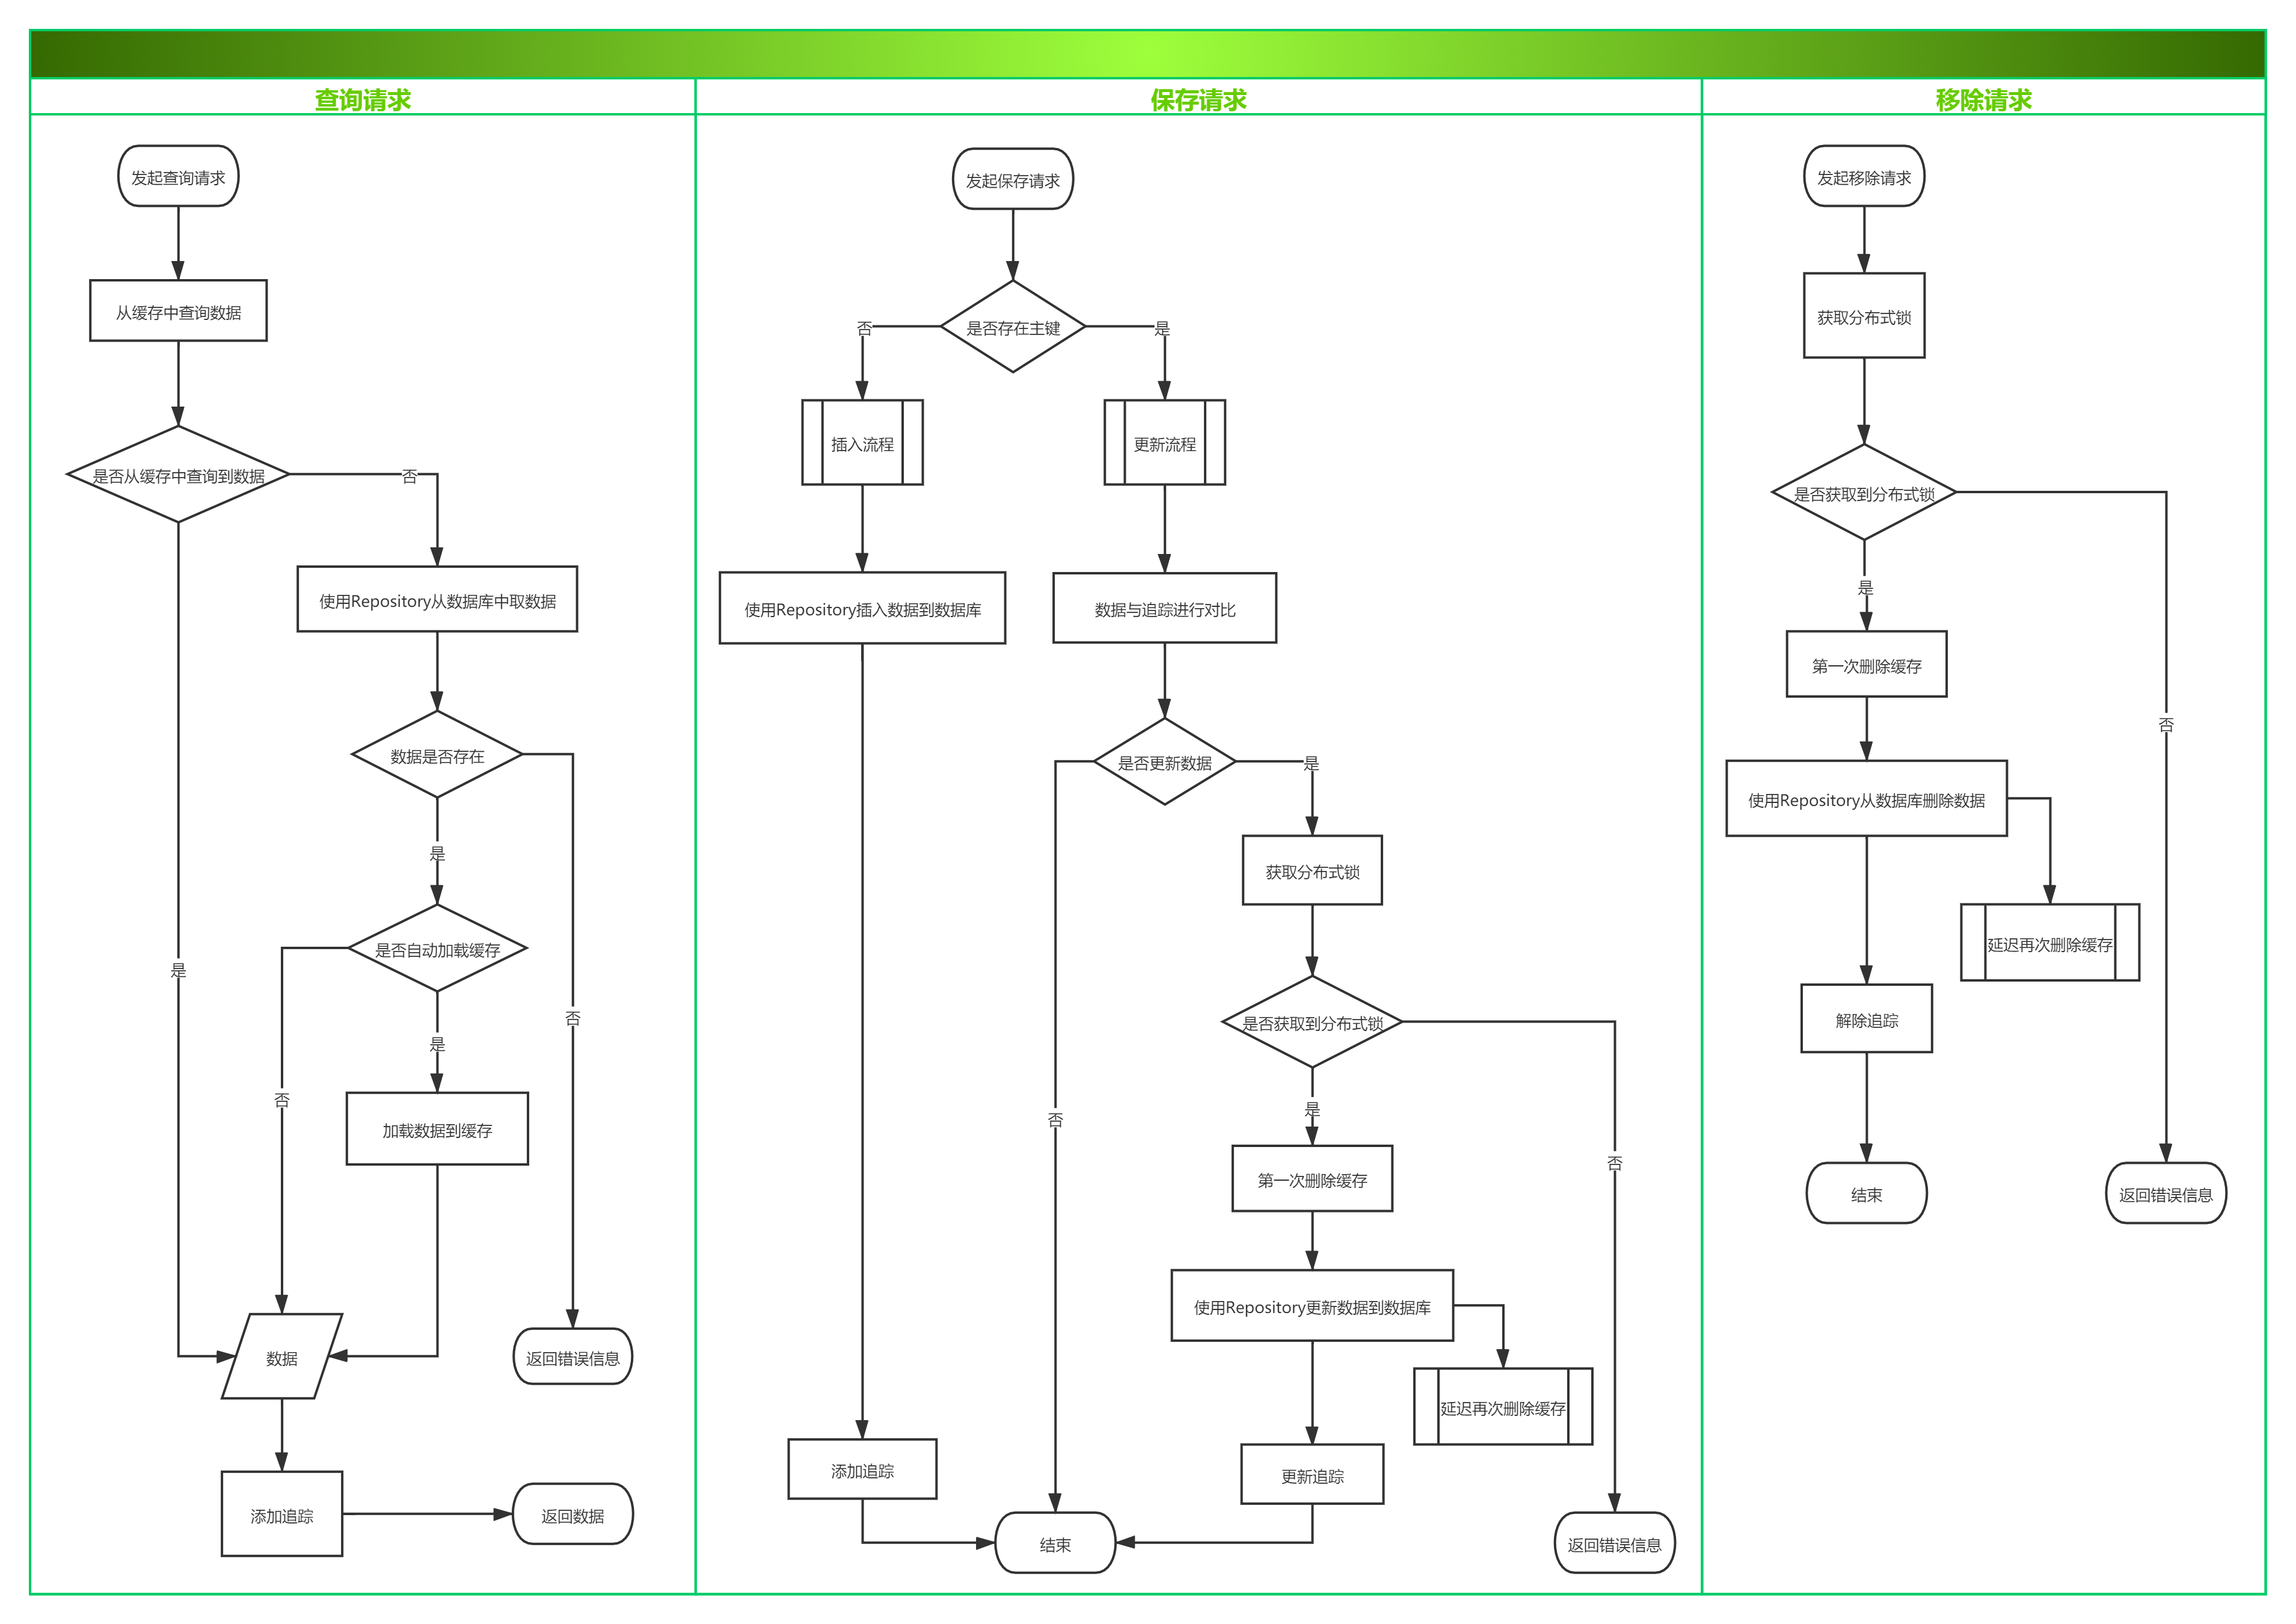 查询请求
发起查询请求
从缓存中查询数据
是否从缓存中查询到数据
否
使用Repository从数据库中取数据
数据是否存在
是
是否自动加载缓存
是
是
否
否
加载数据到缓存
数据
返回错误信息
添加追踪
返回数据
保存请求
发起保存请求
是否存在主键
否
是
插入流程
更新流程
使用Repository插入数据到数据库
数据与追踪进行对比
是否更新数据
是
获取分布式锁
是否获取到分布式锁
是
否
否
第一次删除缓存
使用Repository更新数据到数据库
延迟再次删除缓存
添加追踪
更新追踪
结束
返回错误信息
移除请求
发起移除请求
获取分布式锁
是否获取到分布式锁
是
第一次删除缓存
否
使用Repository从数据库删除数据
延迟再次删除缓存
解除追踪
结束
返回错误信息